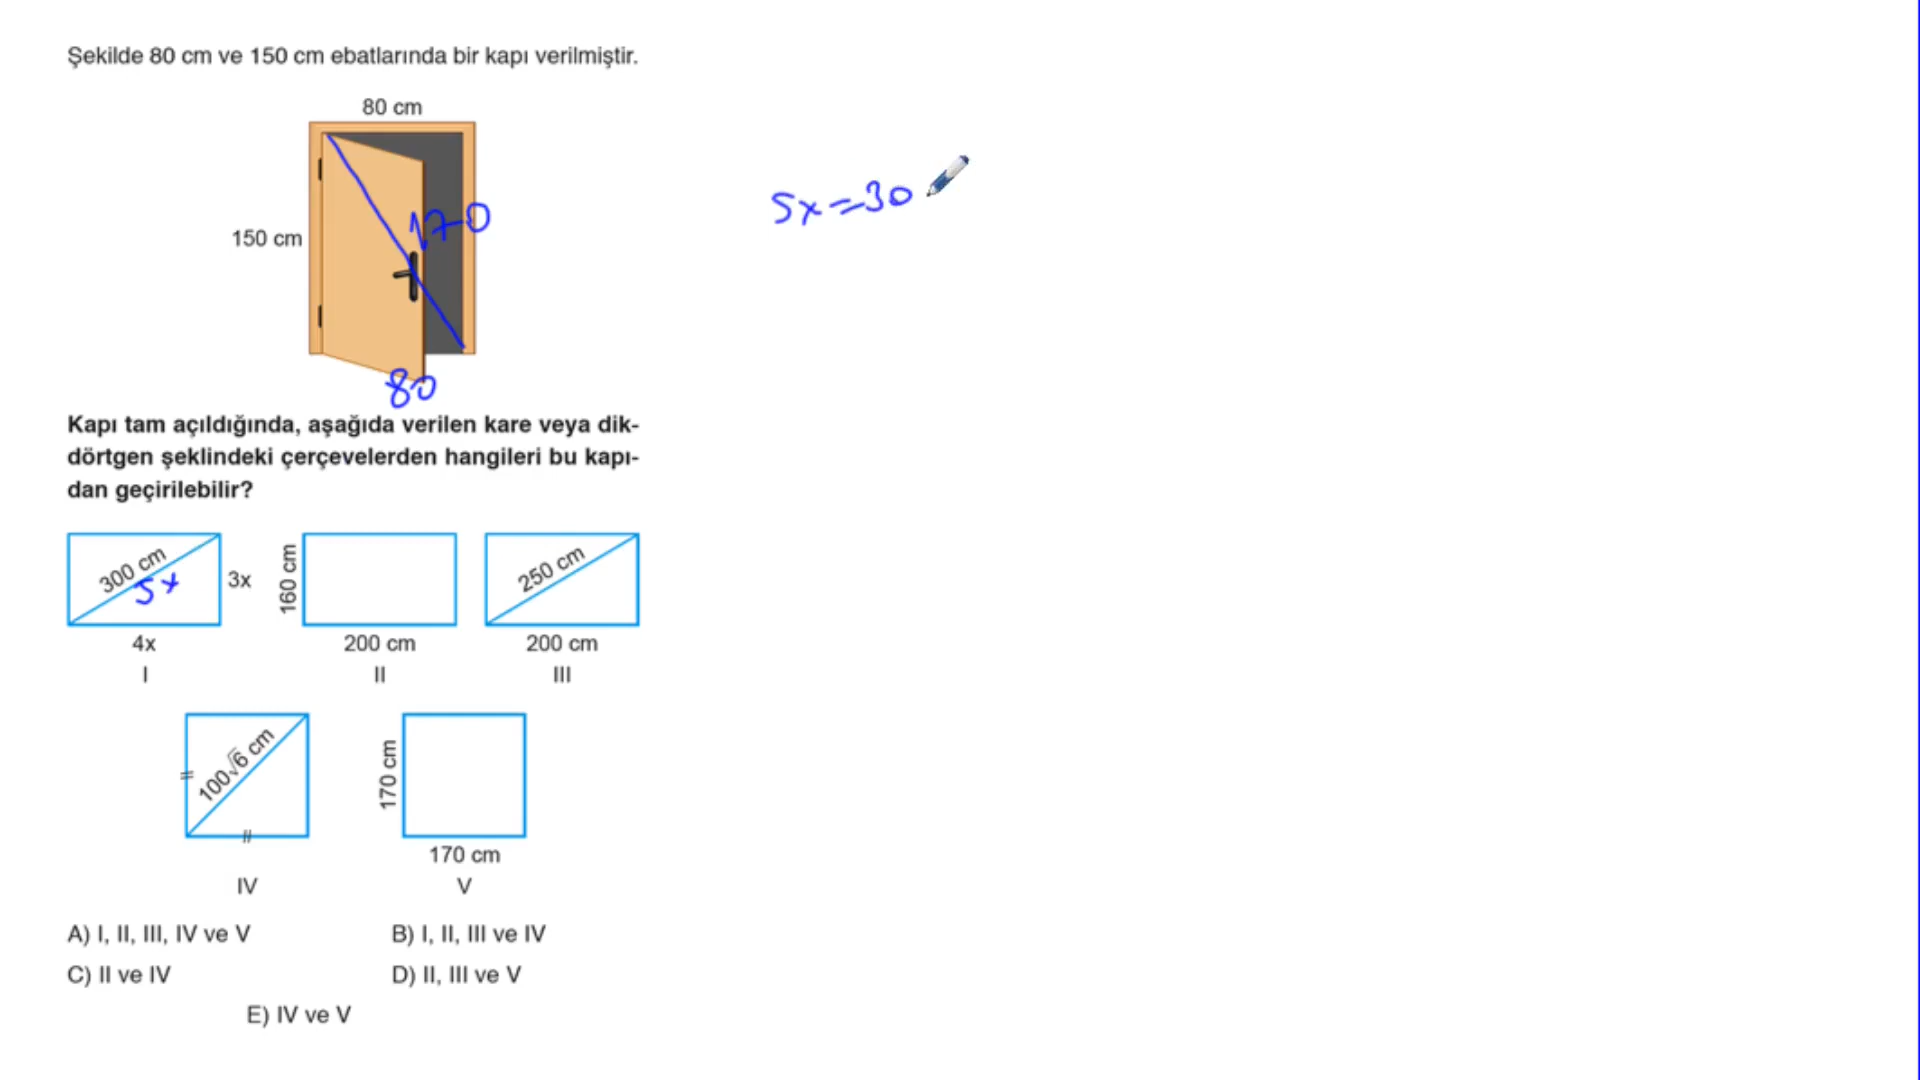 Şekilde 80 cm ve 150 cm ebatlarında bir kapı verilmiştir.
80 cm
150 cm
170
80
5x=30
Kapı tam açıldığında, aşağıda verilen kare veya dik-
dörtgen şeklindeki çerçevelerden hangileri bu kapı-
dan geçirilebilir?
300 cm
5x
3x
4x
I
160 cm
200 cm
II
250 cm
200 cm
III
100√6 cm
IV
170 cm
170 cm
V
A) I, II, III, IV ve V
B) I, II, III ve IV
C) II ve IV
D) II, III ve V
E) IV ve V